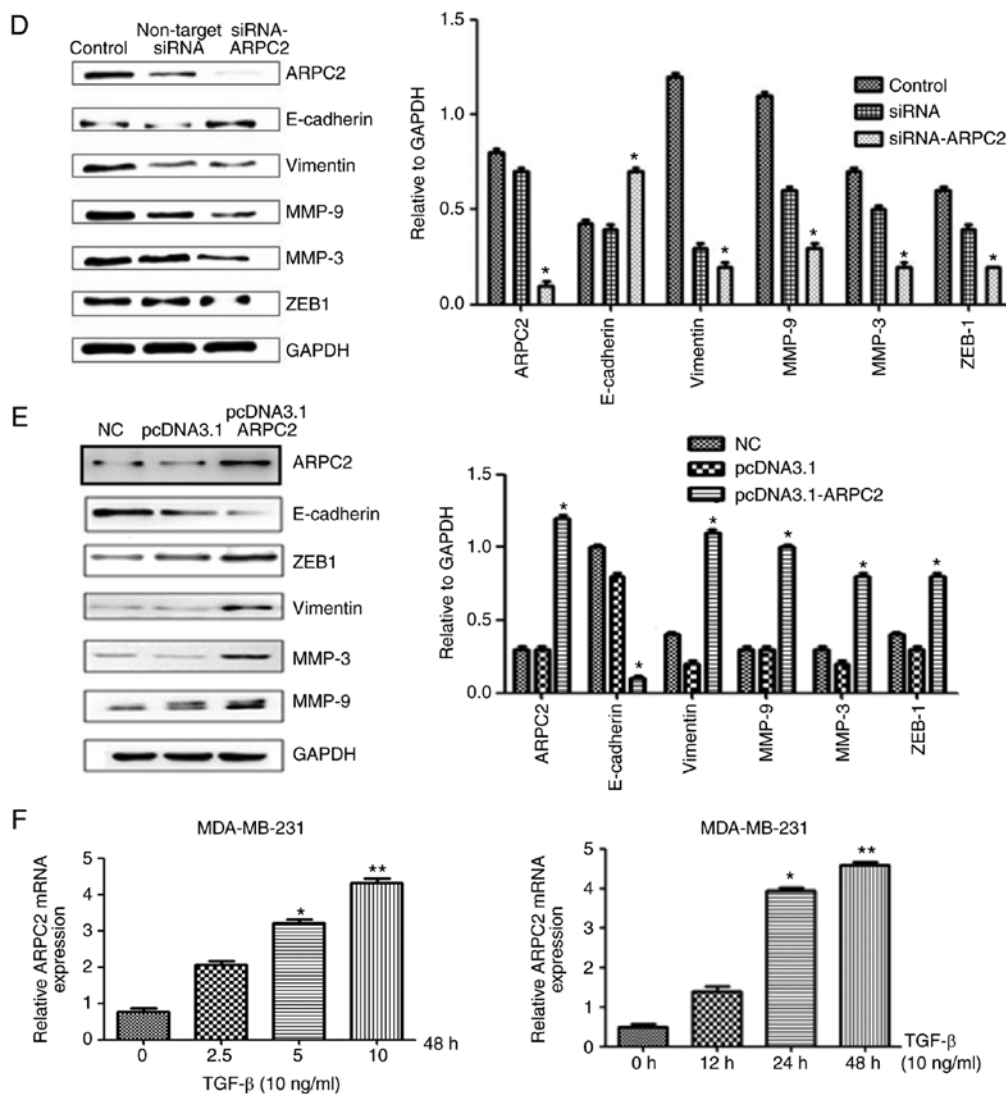 D
Control
Non-target
siRNA
siRNA-
ARPC2
ARPC2
E-cadherin
Vimentin
MMP-9
MMP-3
ZEB1
GAPDH
Relative to GAPDH
1.5
1.0
0.5
0.0
Control
siRNA
siRNA-ARPC2
* * * * * *
ARPC2
E-cadherin
Vimentin
MMP-9
MMP-3
ZEB-1
E
NC
pcDNA3.1
pcDNA3.1
ARPC2
ARPC2
E-cadherin
ZEB1
Vimentin
MMP-3
MMP-9
GAPDH
Relative to GAPDH
1.5
1.0
0.5
0.0
NC
pcDNA3.1
pcDNA3.1-ARPC2
* * * * * *
ARPC2
E-cadherin
Vimentin
MMP-9
MMP-3
ZEB-1
F
MDA-MB-231
Relative ARPC2 mRNA
expression
5
4
3
2
1
0
* **
0 2.5 5 10
48 h
TGF-β (10 ng/ml)
MDA-MB-231
Relative ARPC2 mRNA
expression
5
4
3
2
1
0
* **
0 h 12 h 24 h 48 h
TGF-β
(10 ng/ml)